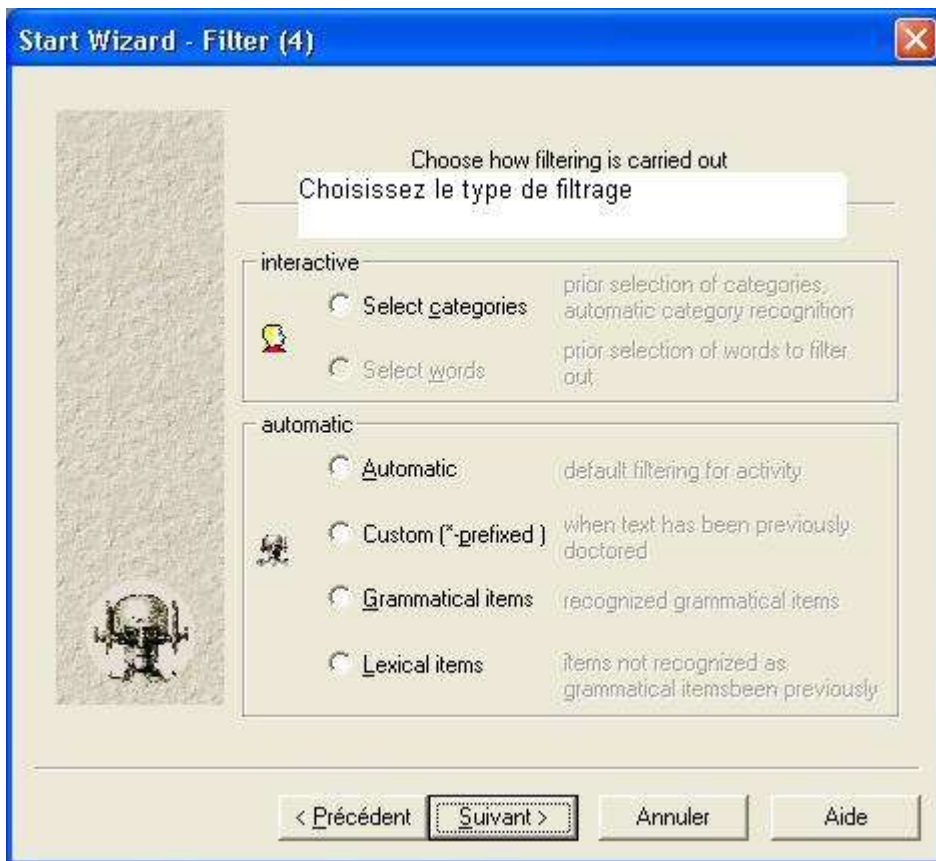 Start Wizard - Filter (4)
Choose how filtering is carried out
Choisissez le type de filtrage
interactive
Select categories
prior selection of categories,
automatic category recognition
Select words
prior selection of words to filter
out
automatic
Automatic
default filtering for activity
Custom (*-prefixed )
when text has been previously
doctored
Grammatical items
recognized grammatical items
Lexical items
items not recognized as
grammatical itemsbeen previously
< Précédent
Suivant >
Annuler
Aide